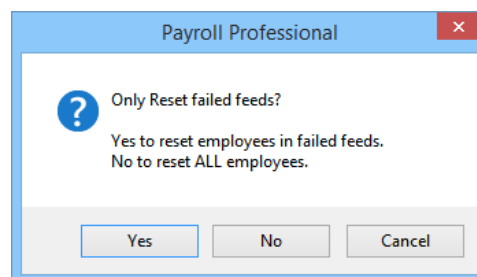 Payroll Professional
Only Reset failed feeds?
Yes to reset employees in failed feeds.
No to reset ALL employees.
Yes No Cancel